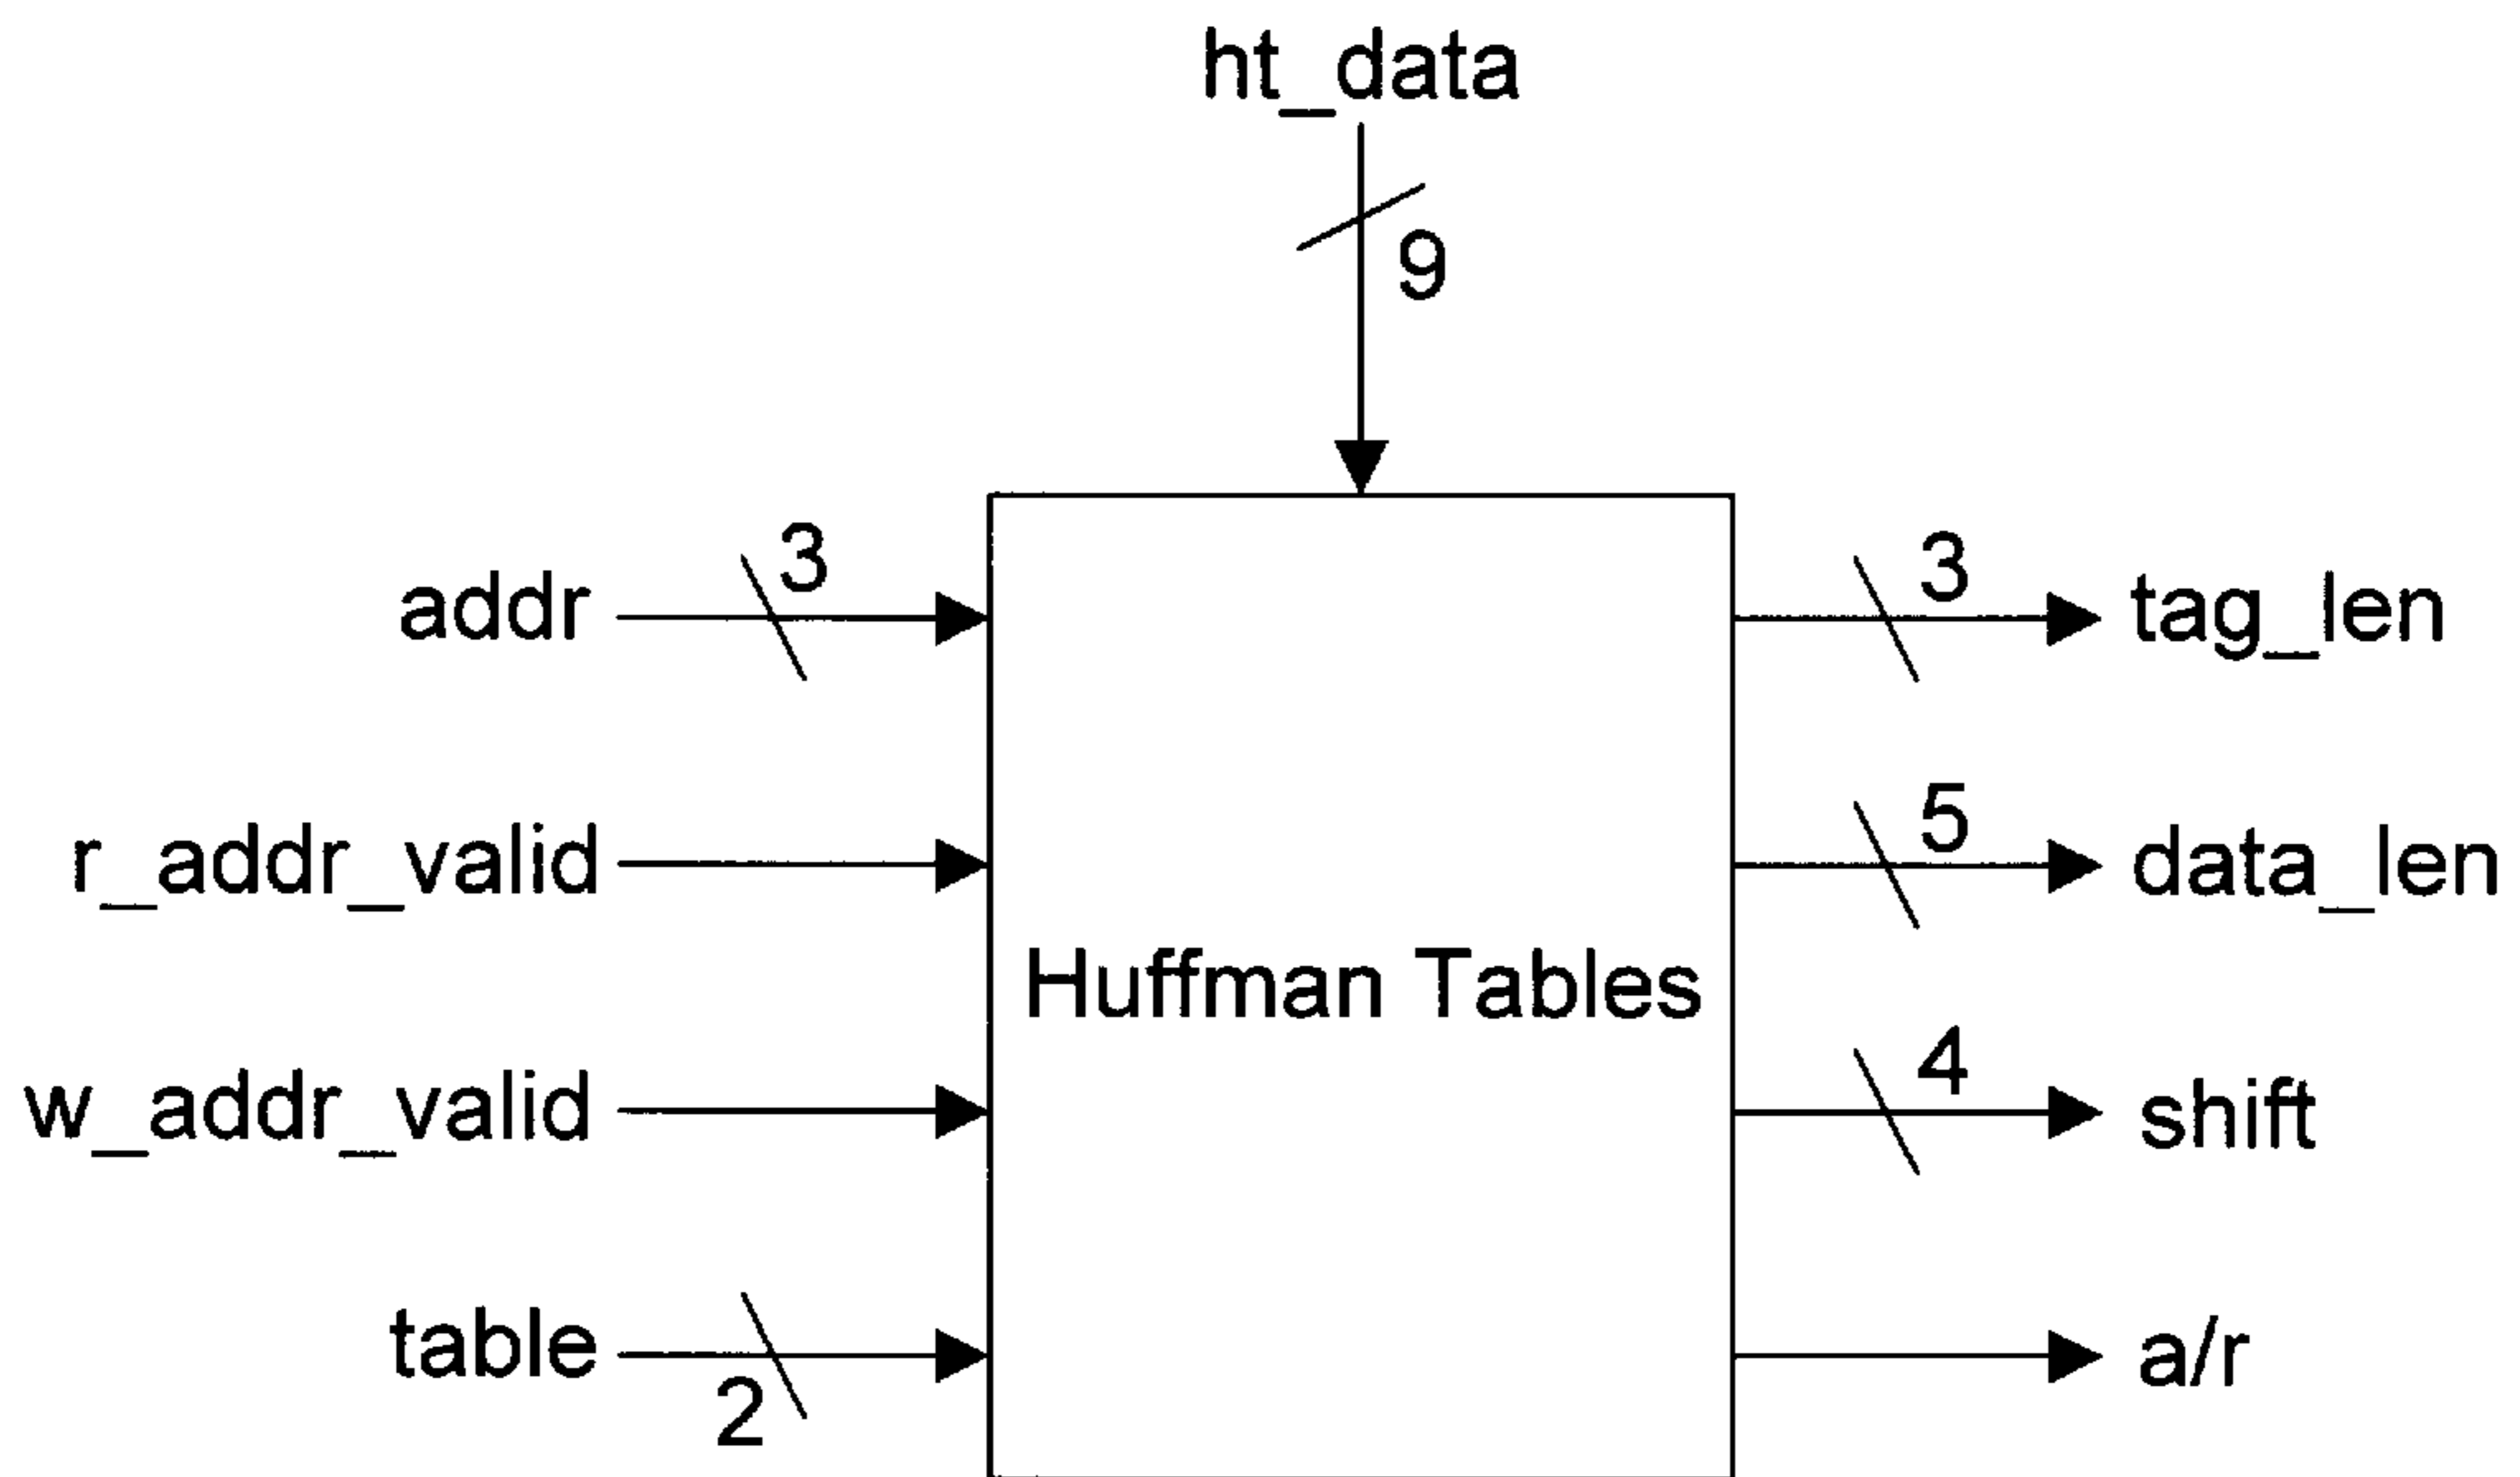 ht_data
9
addr
3
3
tag_len
r_addr_valid
5
data_len
Huffman Tables
w_addr_valid
4
shift
table
2
a/r